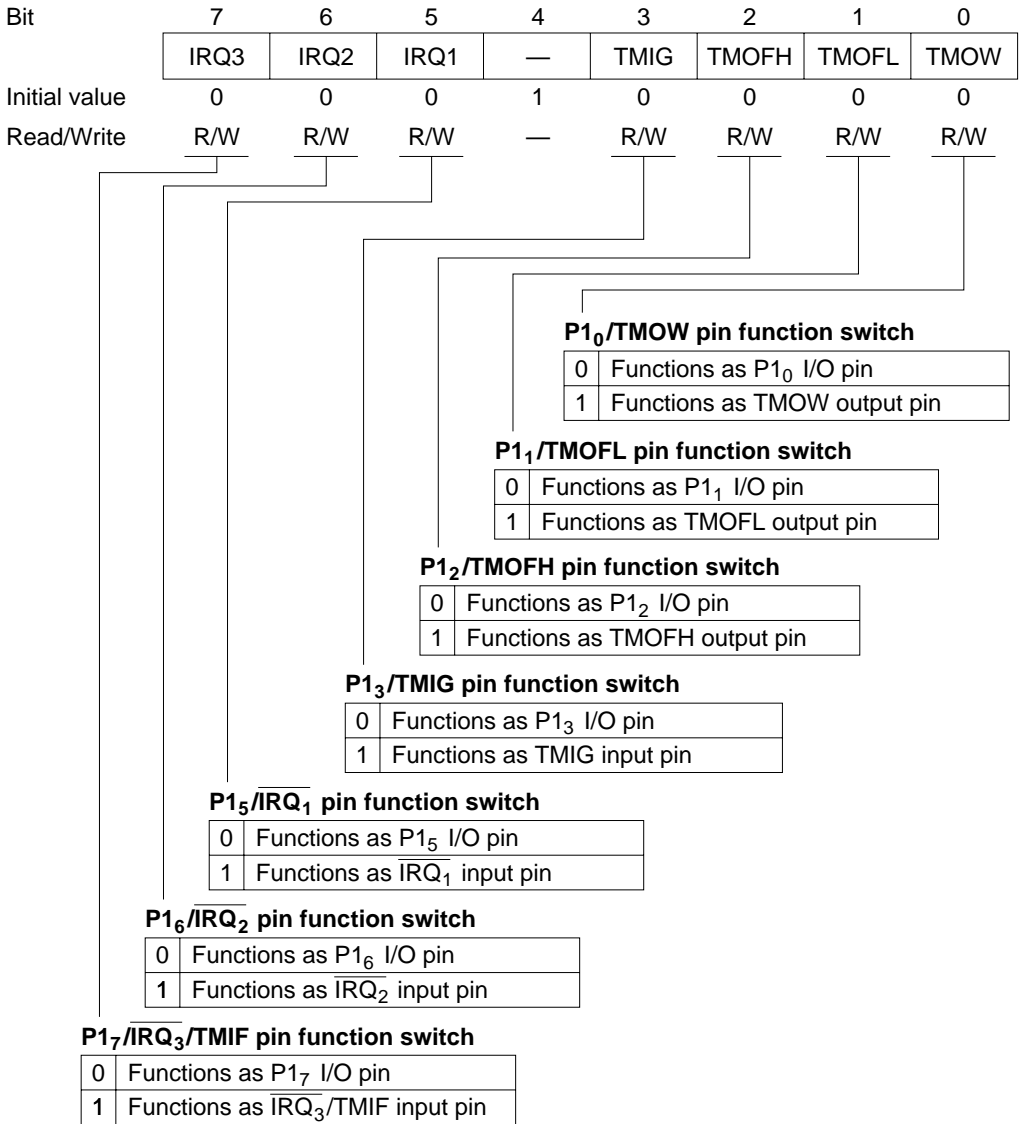 Bit 7 6 5 4 3 2 1 0
IRQ3 IRQ2 IRQ1 — TMIG TMOFH TMOFL TMOW
Initial value 0 0 0 1 0 0 0 0
Read/Write R/W R/W R/W — R/W R/W R/W R/W
P1₀/TMOW pin function switch
0 Functions as P1₀ I/O pin
1 Functions as TMOW output pin
P1₁/TMOFL pin function switch
0 Functions as P1₁ I/O pin
1 Functions as TMOFL output pin
P1₂/TMOFH pin function switch
0 Functions as P1₂ I/O pin
1 Functions as TMOFH output pin
P1₃/TMIG pin function switch
0 Functions as P1₃ I/O pin
1 Functions as TMIG input pin
P1₅/I̅R̅Q̅₁̅ pin function switch
0 Functions as P1₅ I/O pin
1 Functions as I̅R̅Q̅₁̅ input pin
P1₆/I̅R̅Q̅₂̅ pin function switch
0 Functions as P1₆ I/O pin
1 Functions as I̅R̅Q̅₂̅ input pin
P1₇/I̅R̅Q̅₃̅/TMIF pin function switch
0 Functions as P1₇ I/O pin
1 Functions as I̅R̅Q̅₃̅/TMIF input pin